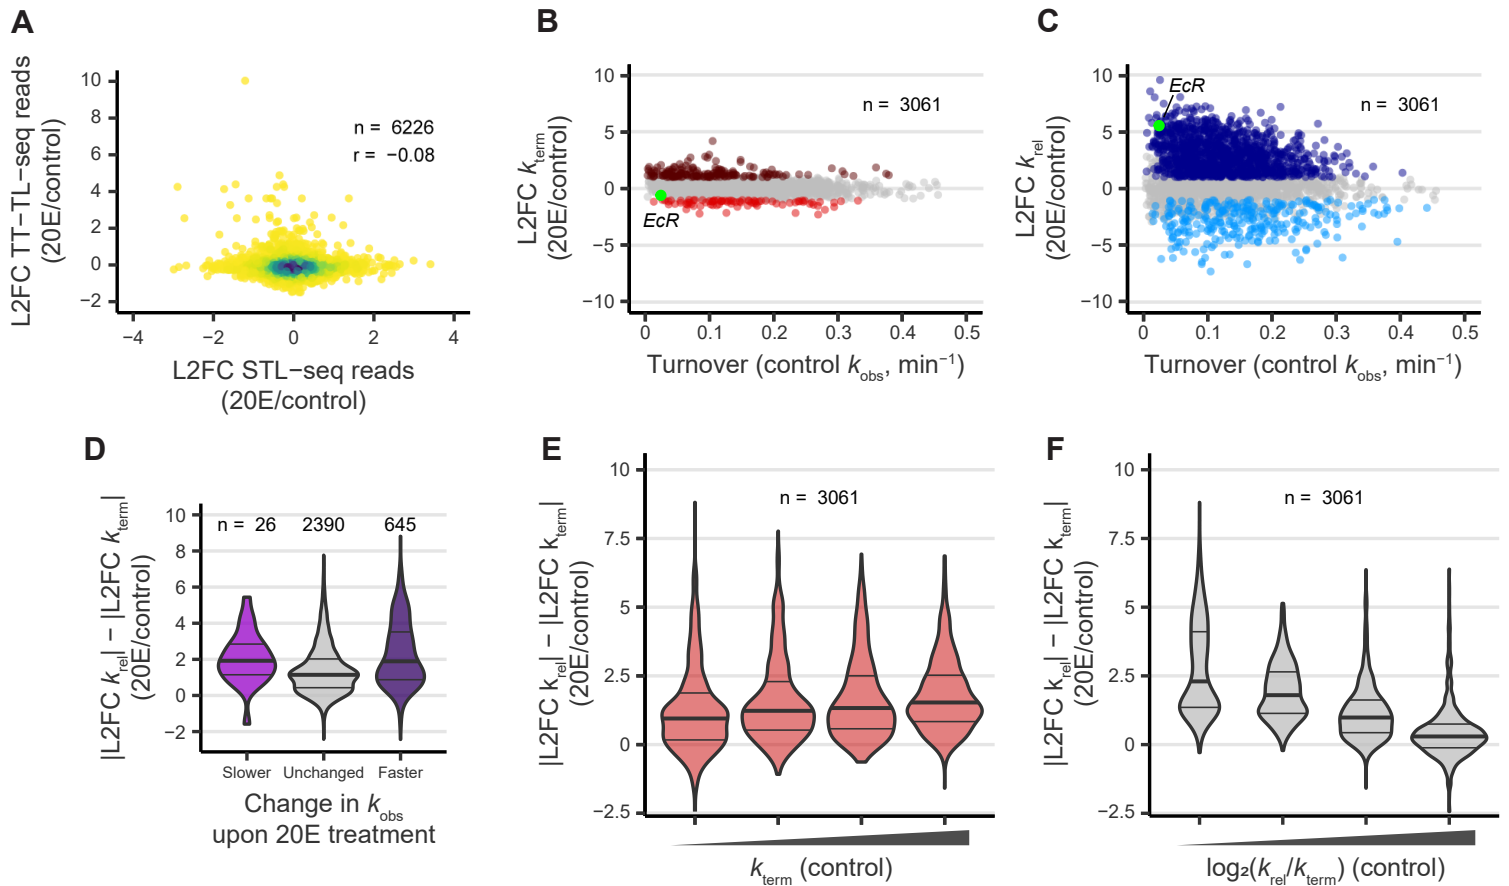 A
L2FC TT−TL−seq reads
(20E/control)
10
8
6
4
2
0
−2
n = 6226
r = −0.08
−4
−2
0
2
4
L2FC STL−seq reads
(20E/control)
B
L2FC kterm
(20E/control)
10
5
0
−5
−10
n = 3061
EcR
0
0.1
0.2
0.3
0.4
0.5
Turnover (control kobs, min−1)
C
L2FC krel
(20E/control)
10
5
0
−5
−10
EcR
n = 3061
0
0.1
0.2
0.3
0.4
0.5
Turnover (control kobs, min−1)
D
|L2FC krel| − |L2FC kterm|
(20E/control)
10
8
6
4
2
0
−2
n = 26 2390 645
Slower Unchanged Faster
Change in kobs
upon 20E treatment
E
|L2FC krel| − |L2FC kterm|
(20E/control)
10
7.5
5
2.5
0
−2.5
n = 3061
kterm (control)
F
|L2FC krel| − |L2FC kterm|
(20E/control)
10
7.5
5
2.5
0
−2.5
n = 3061
log₂(krel/kterm) (control)